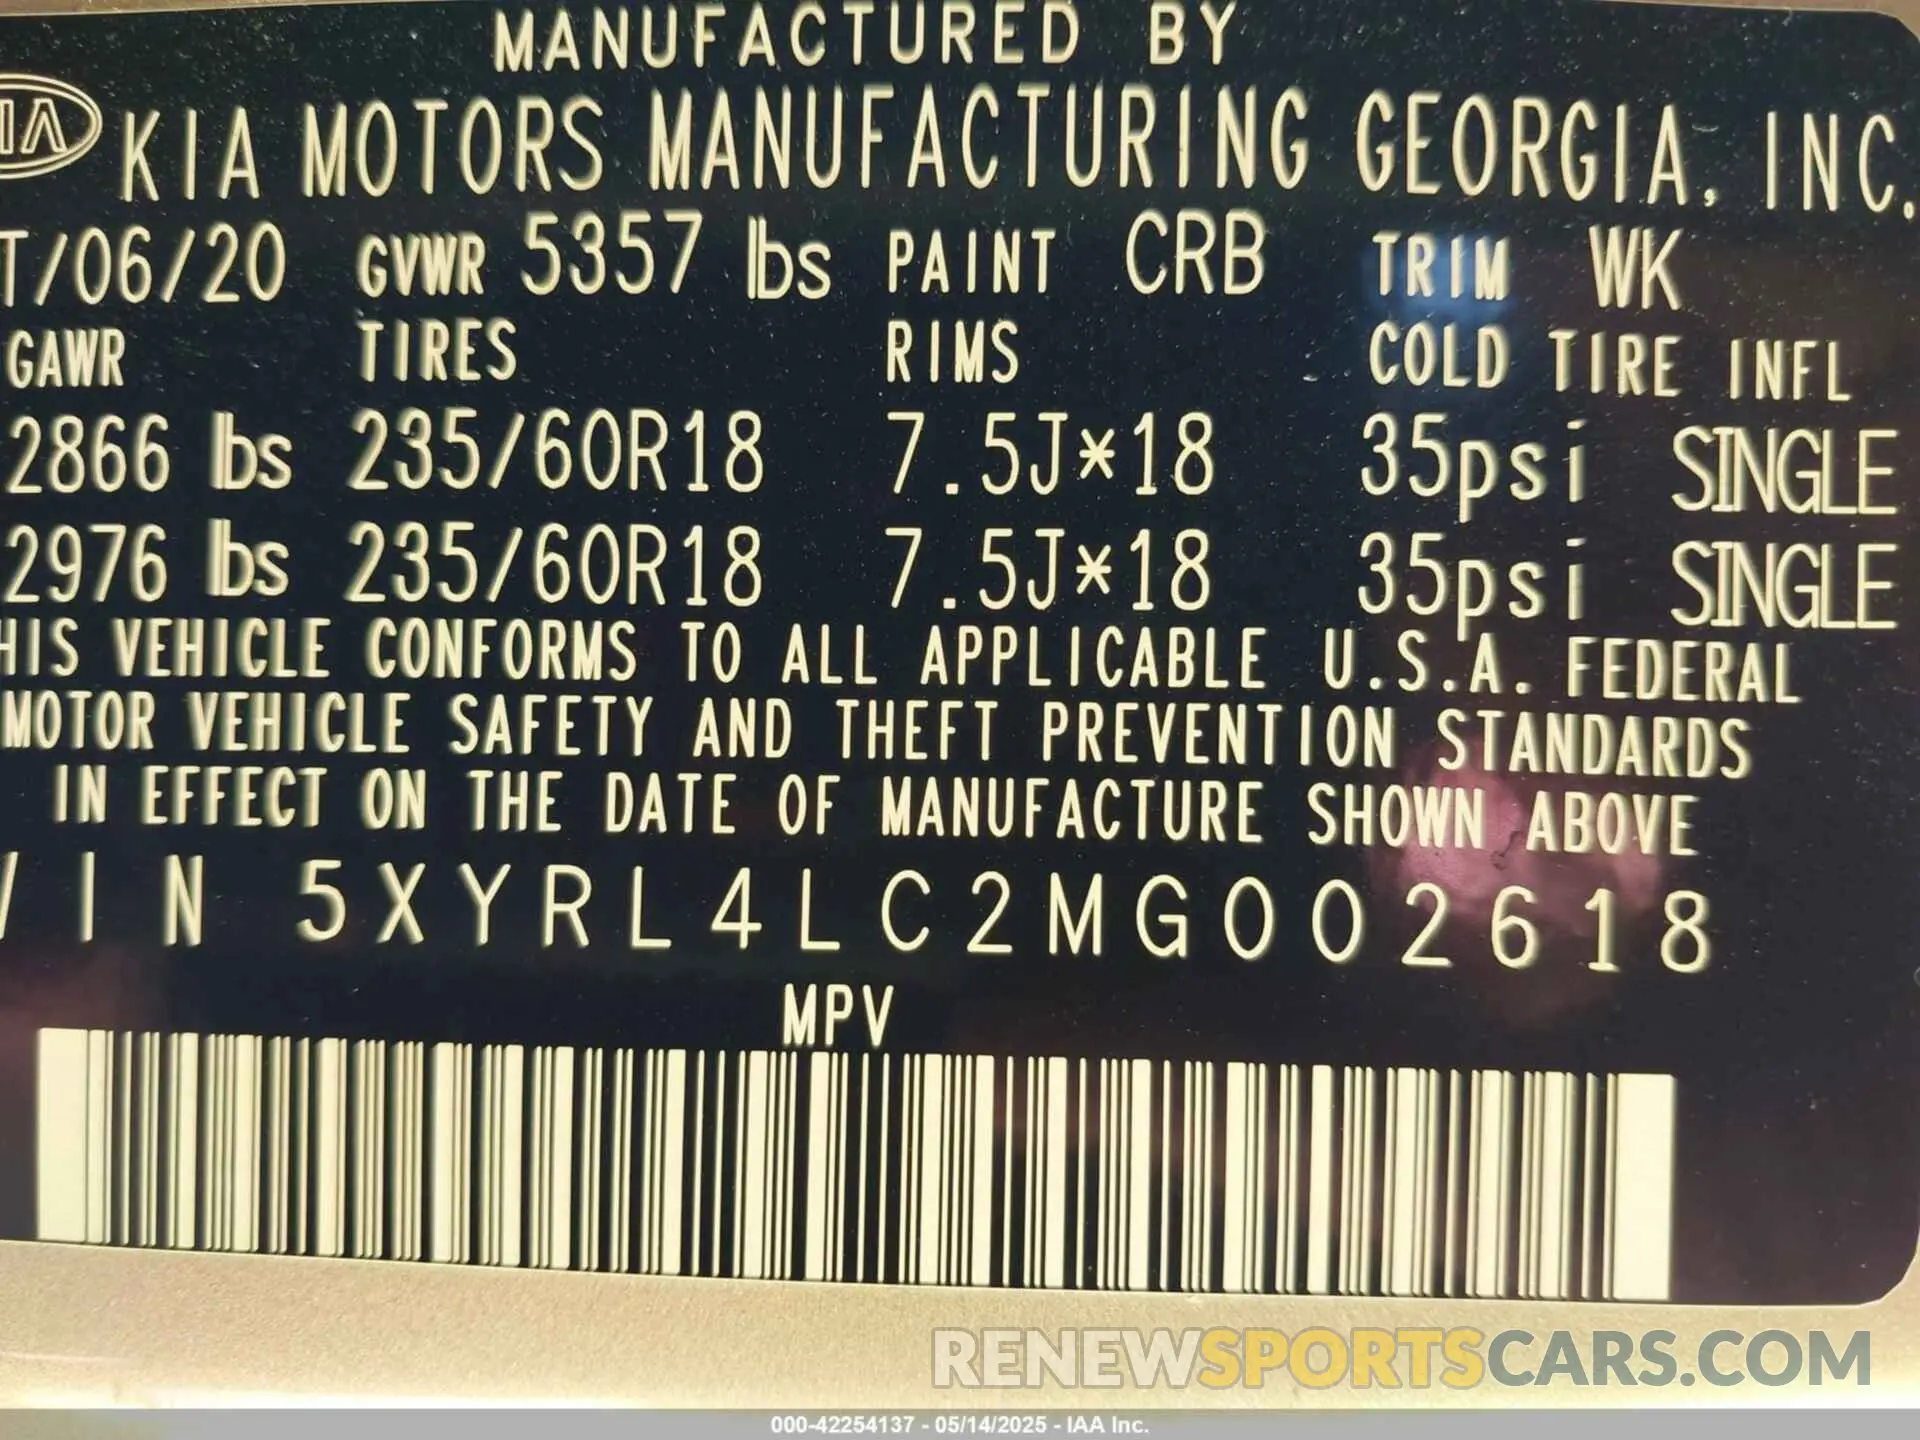 MANUFACTURED BY
KIA KIA MOTORS MANUFACTURING GEORGIA, INC.
T/06/20 GVWR 5357 lbs PAINT CRB TRIM WK
GAWR TIRES RIMS COLD TIRE INFL
2866 lbs 235/60R18 7.5J*18 35psi SINGLE
2976 lbs 235/60R18 7.5J*18 35psi SINGLE
HIS VEHICLE CONFORMS TO ALL APPLICABLE U.S.A. FEDERAL
MOTOR VEHICLE SAFETY AND THEFT PREVENTION STANDARDS
IN EFFECT ON THE DATE OF MANUFACTURE SHOWN ABOVE
VIN 5XYRL4LC2MG002618
MPV
RENEWSPORTSCARS.COM
000-42254137 - 05/14/2025 - IAA Inc.